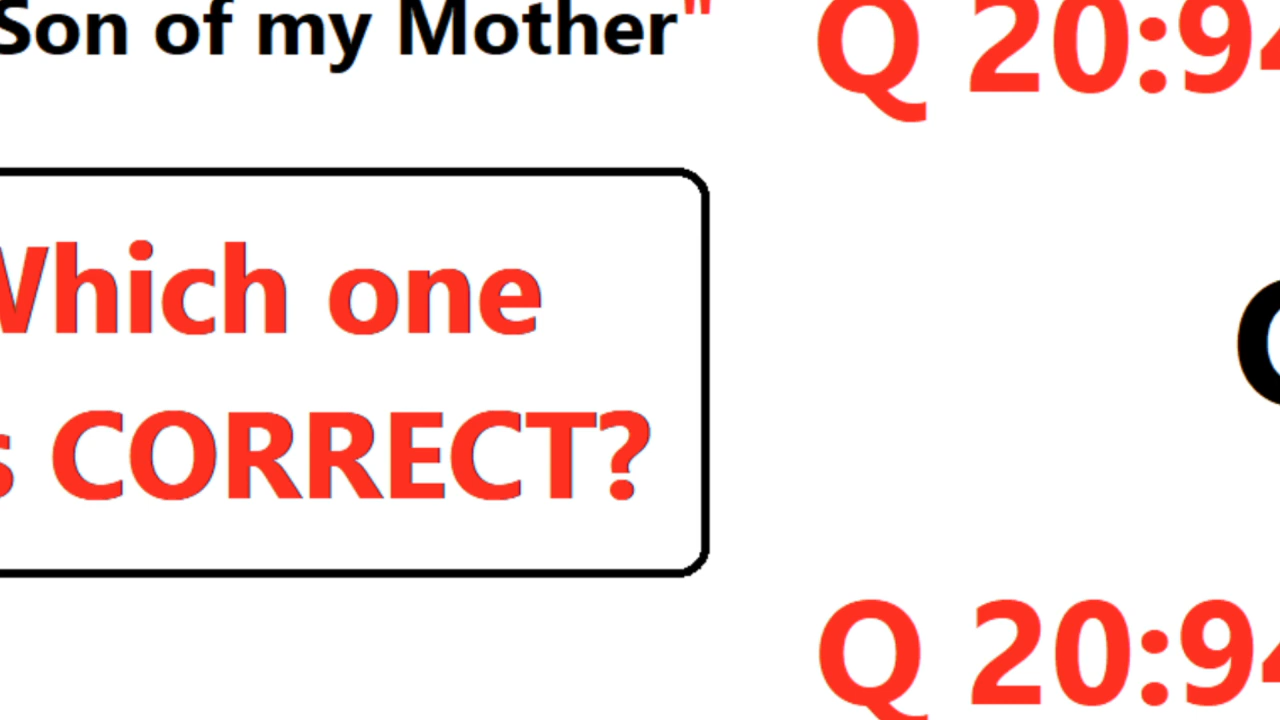 Son of my Mother"
Q 20:94
Which one
s CORRECT?
Q 20:94